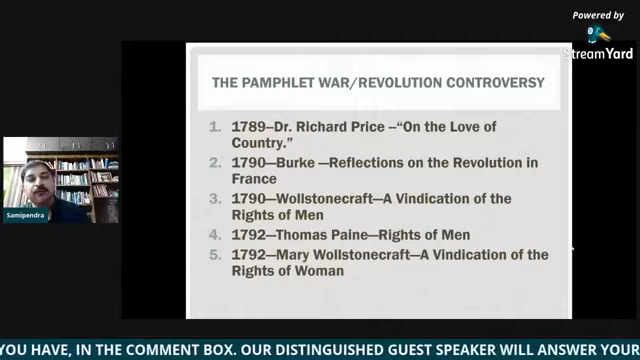 Powered by
StreamYard
THE PAMPHLET WAR/REVOLUTION CONTROVERSY
1. 1789–Dr. Richard Price –“On the Love of
Country.”
2. 1790—Burke —Reflections on the Revolution in
France
3. 1790—Wollstonecraft—A Vindication of the
Rights of Men
4. 1792—Thomas Paine—Rights of Men
5. 1792—Mary Wollstonecraft—A Vindication of the
Rights of Woman
Samipendra
YOU HAVE, IN THE COMMENT BOX. OUR DISTINGUISHED GUEST SPEAKER WILL ANSWER YOUR